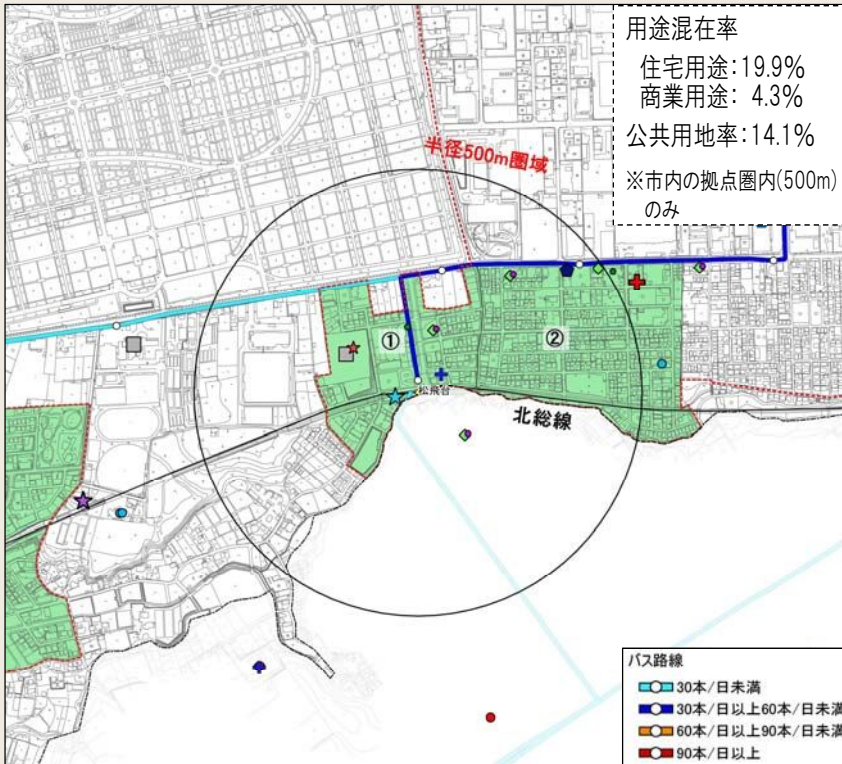 用途混在率
住宅用途:19.9%
商業用途: 4.3%
公共用地率:14.1%
※市内の拠点圏内(500m)
のみ
半径500m圏域
①
②
松飛台
北総線
バス路線
30本/日未満
30本/日以上60本/日未満
60本/日以上90本/日未満
90本/日以上